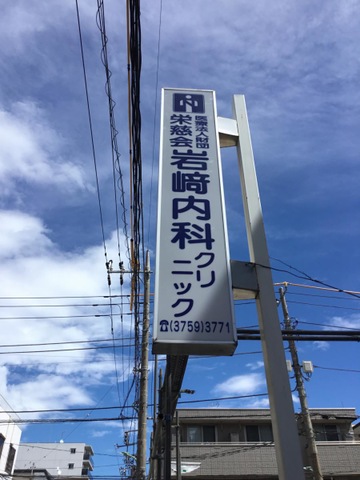 医療法人財団
栄慈会
岩﨑内科
クリニック
☎(3759)3771